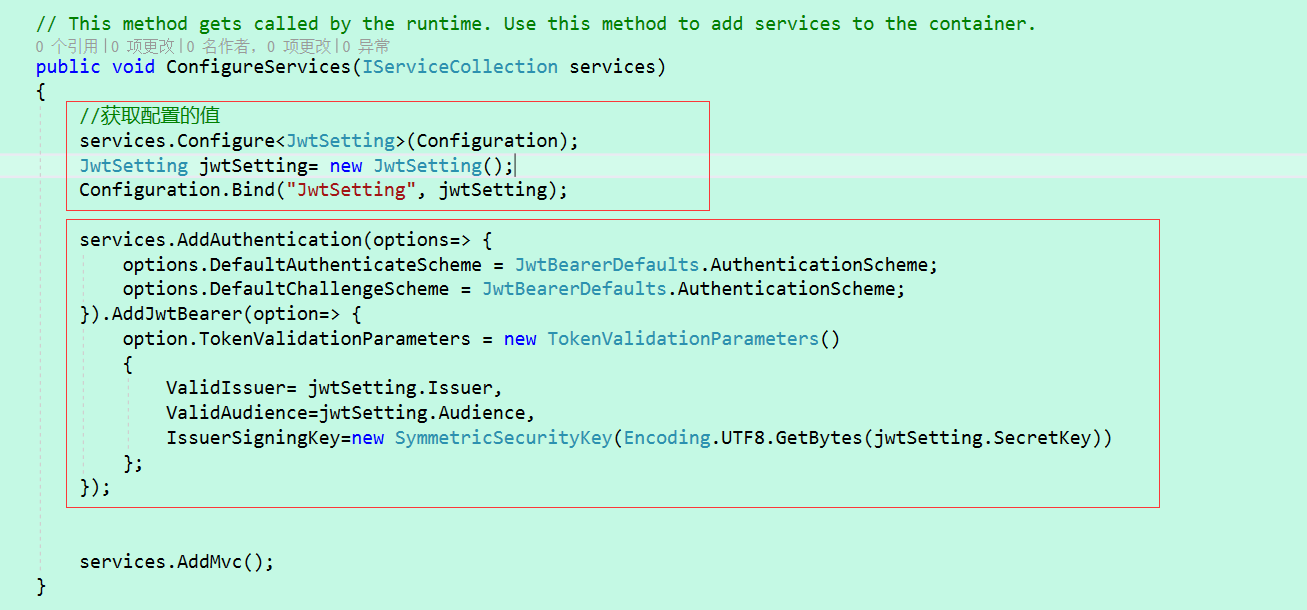 // This method gets called by the runtime. Use this method to add services to the container.
0 个引用|0 项更改|0 名作者, 0 项更改|0 异常
public void ConfigureServices(IServiceCollection services)
{
//获取配置的值
services.Configure<JwtSetting>(Configuration);
JwtSetting jwtSetting= new JwtSetting();
Configuration.Bind("JwtSetting", jwtSetting);
services.AddAuthentication(options=> {
options.DefaultAuthenticateScheme = JwtBearerDefaults.AuthenticationScheme;
options.DefaultChallengeScheme = JwtBearerDefaults.AuthenticationScheme;
}).AddJwtBearer(option=> {
option.TokenValidationParameters = new TokenValidationParameters()
{
ValidIssuer= jwtSetting.Issuer,
ValidAudience=jwtSetting.Audience,
IssuerSigningKey=new SymmetricSecurityKey(Encoding.UTF8.GetBytes(jwtSetting.SecretKey))
};
});
services.AddMvc();
}